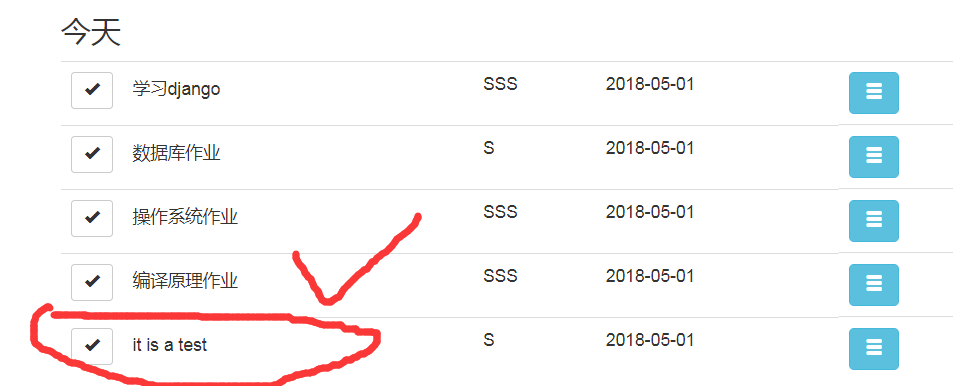 今天
学习django SSS 2018-05-01
数据库作业 S 2018-05-01
操作系统作业 SSS 2018-05-01
编译原理作业 SSS 2018-05-01
it is a test S 2018-05-01